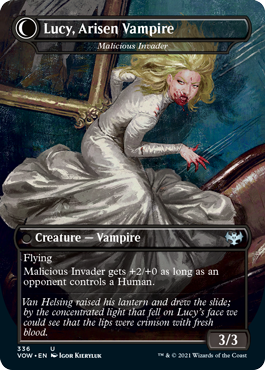 Lucy, Arisen Vampire
Malicious Invader
Creature — Vampire
Flying
Malicious Invader gets +2/+0 as long as an
opponent controls a Human.
Van Helsing raised his lantern and drew the slide;
by the concentrated light that fell on Lucy's face we
could see that the lips were crimson with fresh
blood.
3/3
336 U
VOW • EN Igor Kieryluk
™ & © 2021 Wizards of the Coast